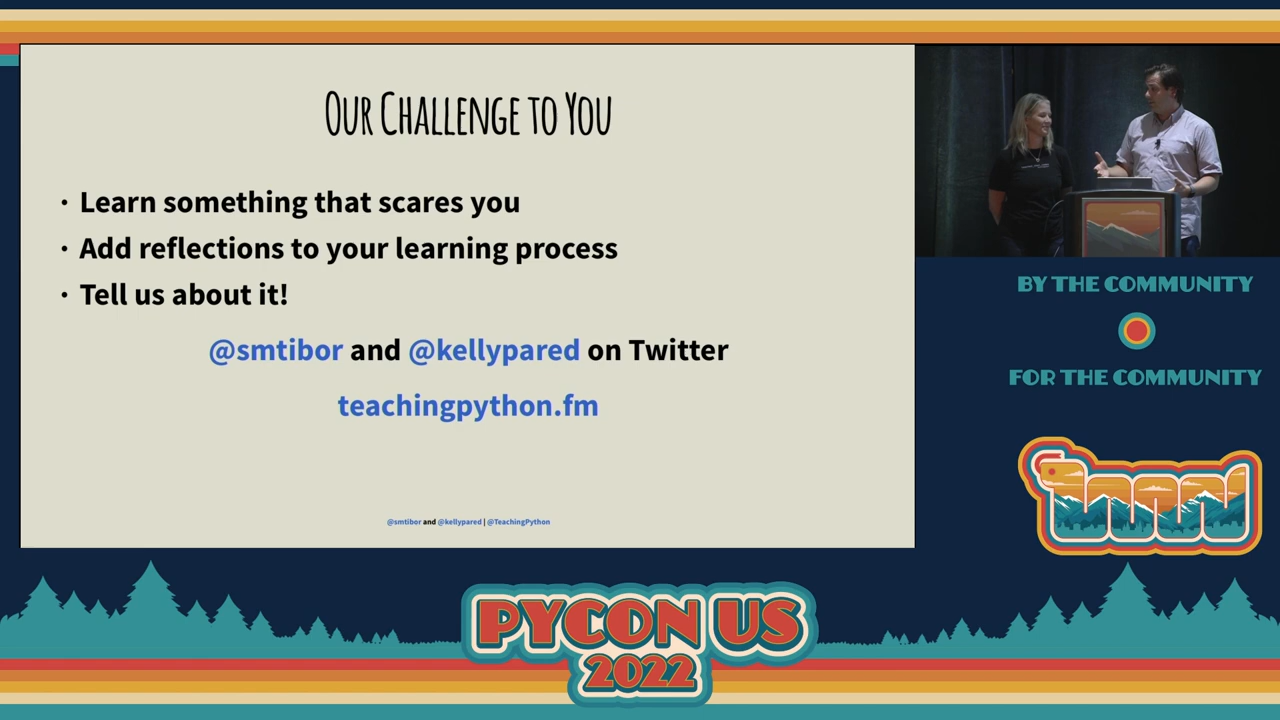 Our Challenge to You
· Learn something that scares you
· Add reflections to your learning process
· Tell us about it!
@smtibor and @kellypared on Twitter
teachingpython.fm
@smtibor and @kellypared | @TeachingPython
BY THE COMMUNITY
FOR THE COMMUNITY
PYCON US
2022